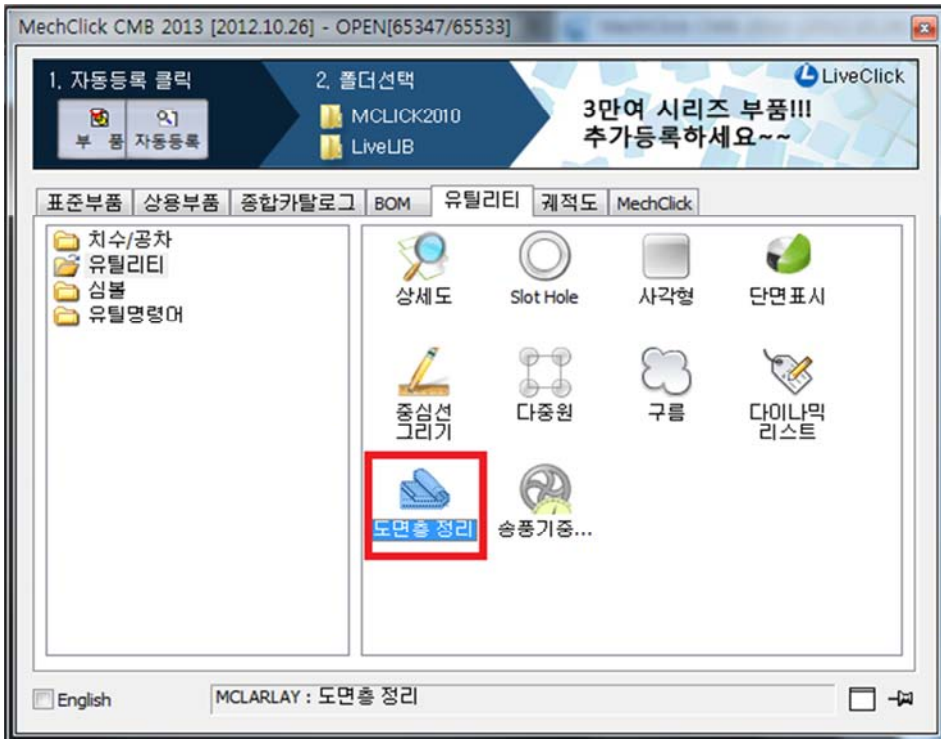 MechClick CMB 2013 [2012.10.26] - OPEN[65347/65533]
1. 자동등록 클릭
부 품
자동등록
2. 폴더선택
MCLICK2010
LiveLIB
LiveClick
3만여 시리즈 부품!!!
추가등록하세요~~
표준부품 상용부품 종합카탈로그 BOM 유틸리티 궤적도 MechClick
치수/공차
유틸리티
심볼
유틸명령어
상세도 Slot Hole 사각형 단면표시
중심선
그리기
다중원
구름
다이나믹
리스트
도면층 정리 송풍기중...
English
MCLARLAY : 도면층 정리